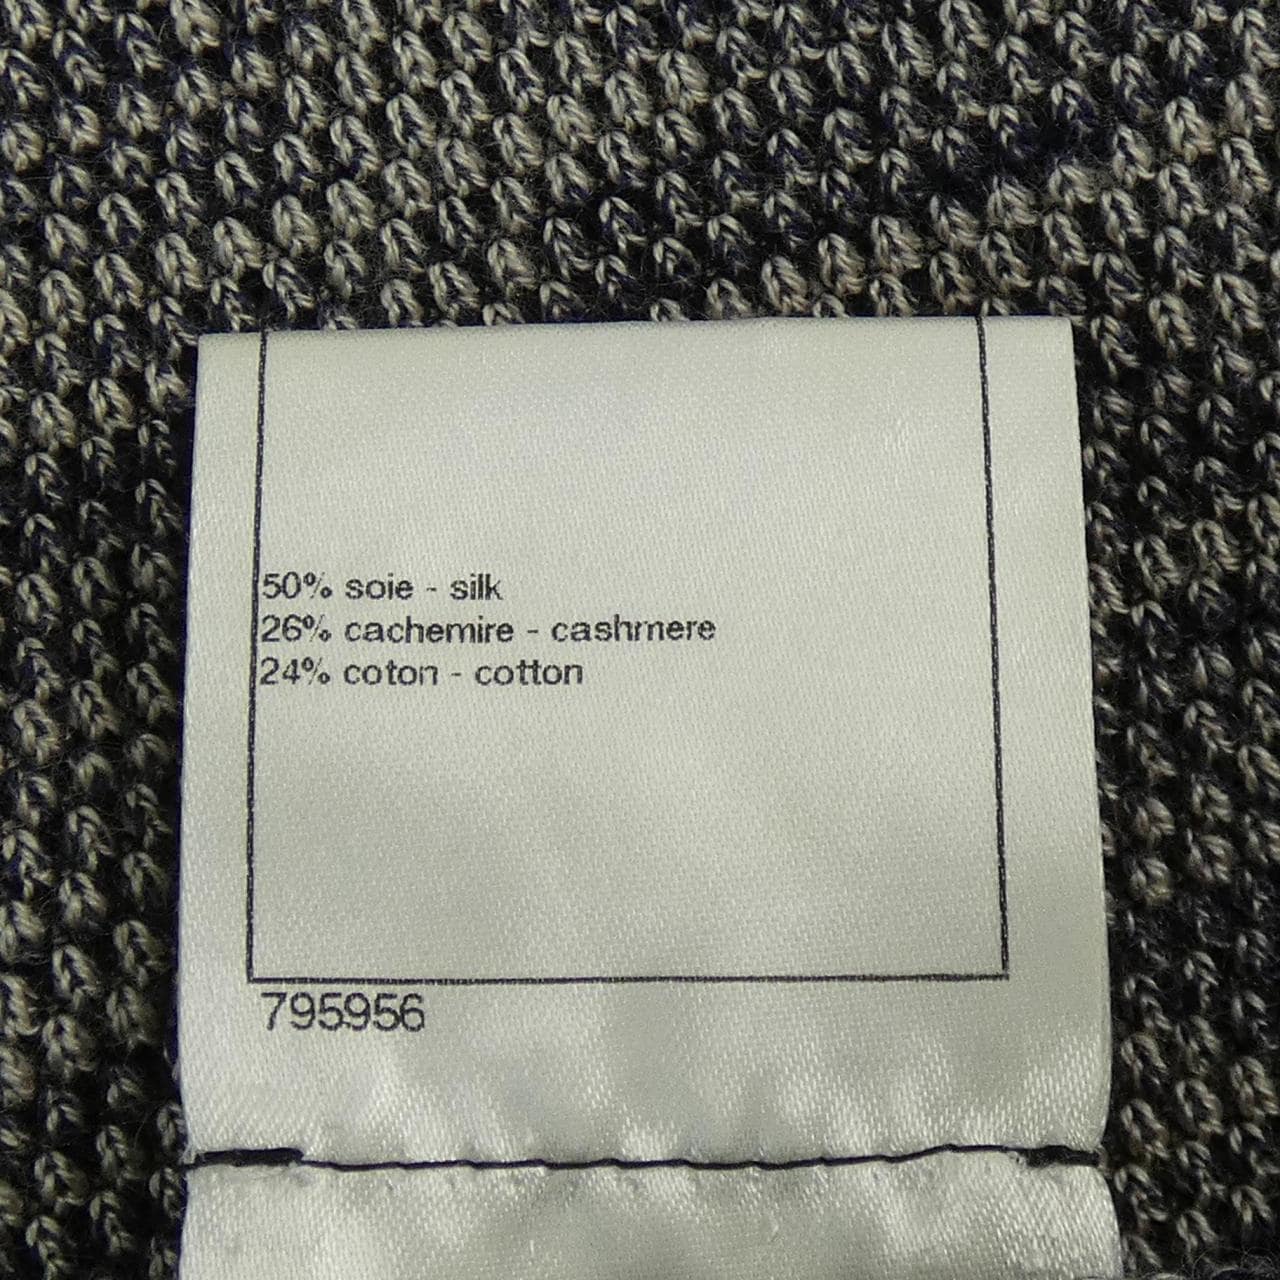 50% soie - silk
26% cachemire - cashmere
24% coton - cotton
795956